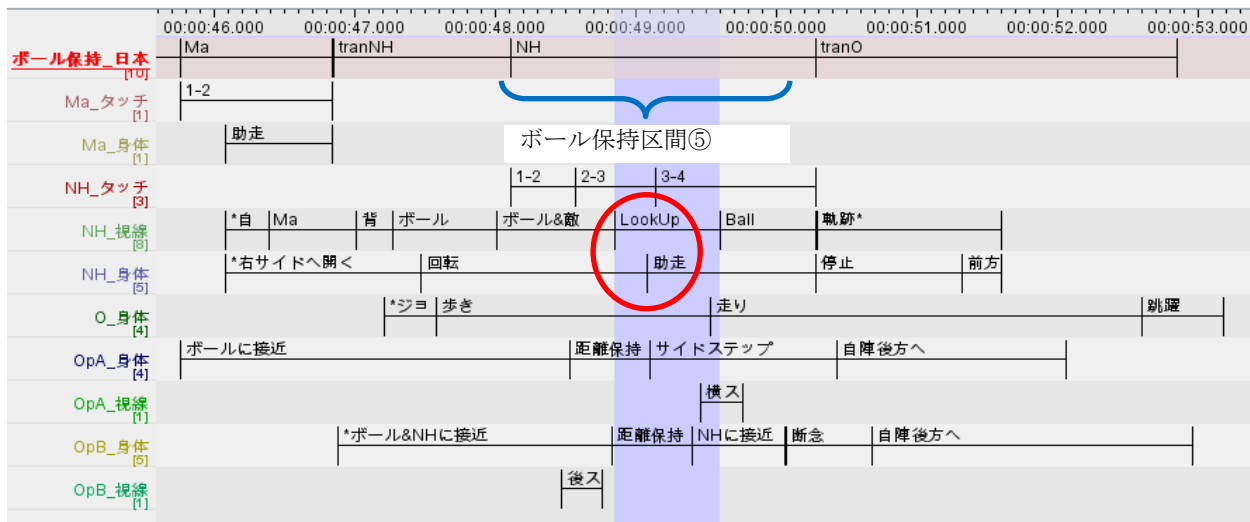 00:00:46.000 00:00:47.000 00:00:48.000 00:00:49.000 00:00:50.000 00:00:51.000 00:00:52.000 00:00:53.000
ボール保持_日本 Ma tranNH NH tranO
[10]
Ma_タッチ 1-2
[1]
Ma_身体 助走
[1]
ボール保持区間⑤
NH_タッチ 1-2 2-3 3-4
[3]
NH_視線 *自 Ma 背 ボール ボール&敵 LookUp Ball 軌跡*
[8]
NH_身体 *右サイドへ開く 回転 助走 停止 前方
[5]
O_身体 *ジョ 歩き 走り 跳躍
[4]
OpA_身体 ボールに接近 距離保持 サイドステップ 自陣後方へ
[4]
OpA_視線 横ス
[1]
OpB_身体 *ボール&NHに接近 距離保持 NHに接近 断念 自陣後方へ
[5]
OpB_視線 後ス
[1]